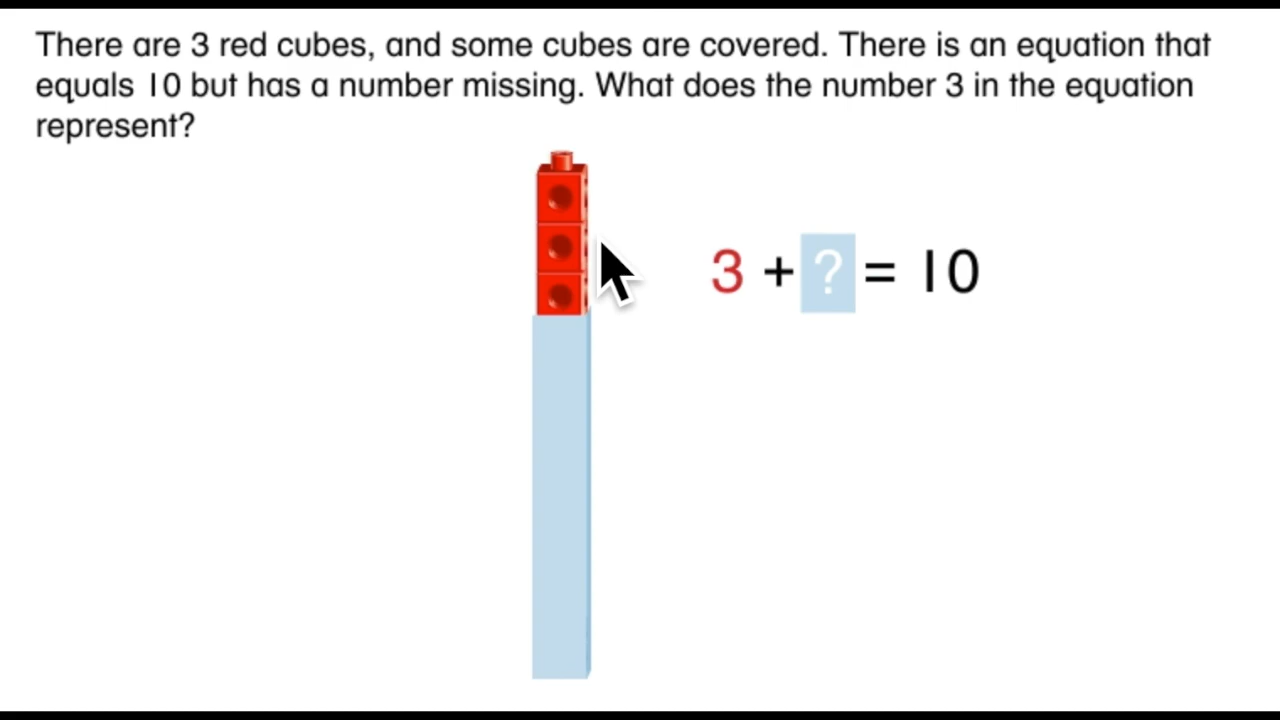 There are 3 red cubes, and some cubes are covered. There is an equation that
equals 10 but has a number missing. What does the number 3 in the equation
represent?
3 + ? = 10